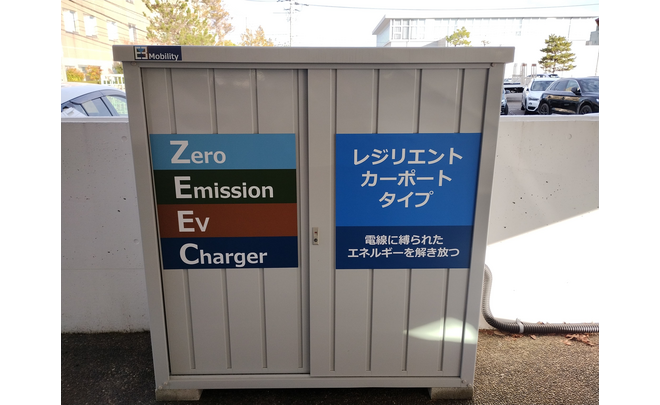 Mobility
Zero
Emission
Ev
Charger
レジリエント
カーポート
タイプ
電線に縛られた
エネルギーを解き放つ